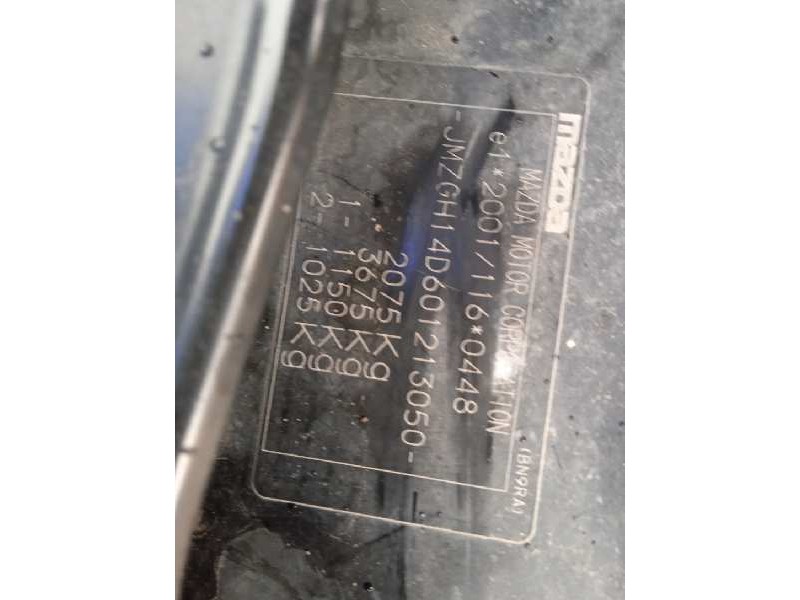 mazda
MAZDA MOTOR CORPORATION
e1*2001/116*0448
-JMZGH14D601213050-
2075 Kg
3675 Kg
1- 1150 Kg
2- 1025 Kg
(BN9RA)